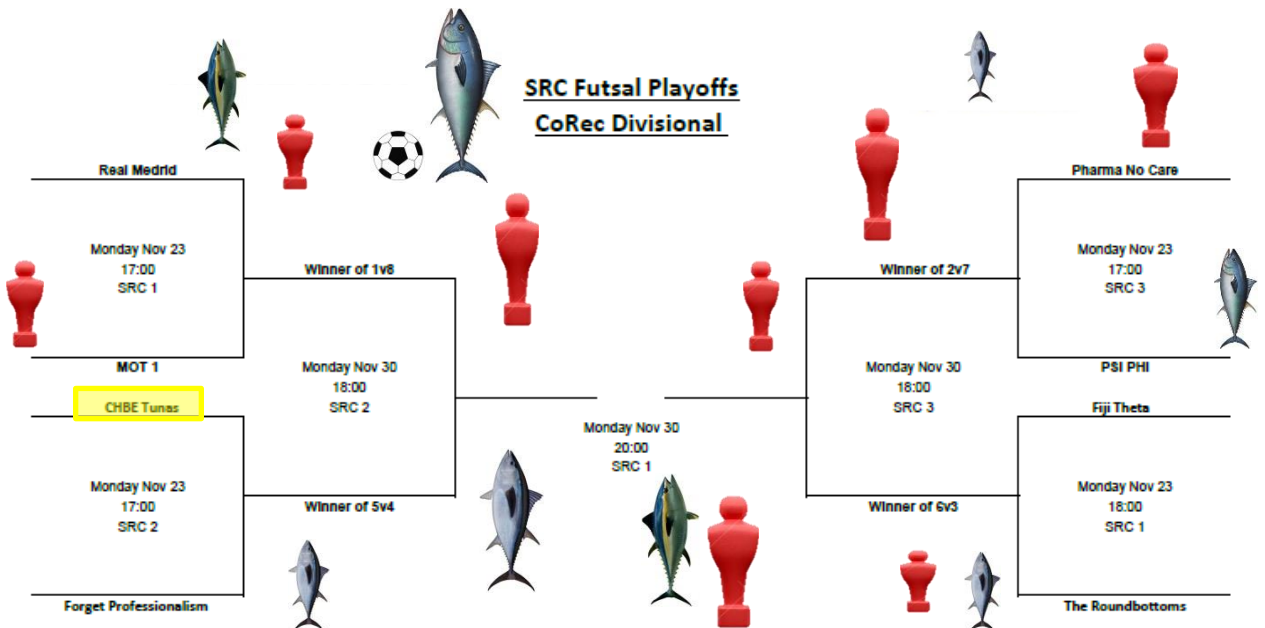 SRC Futsal Playoffs
CoRec Divisional
Real Medrid
Monday Nov 23
17:00
SRC 1
MOT 1
Winner of 1v8
CHBE Tunas
Monday Nov 23
17:00
SRC 2
Forget Professionalism
Winner of 5v4
Monday Nov 30
18:00
SRC 2
Monday Nov 30
20:00
SRC 1
Winner of 2v7
Monday Nov 30
18:00
SRC 3
Winner of 6v3
Pharma No Care
Monday Nov 23
17:00
SRC 3
PSI PHI
Fiji Theta
Monday Nov 23
18:00
SRC 1
The Roundbottoms